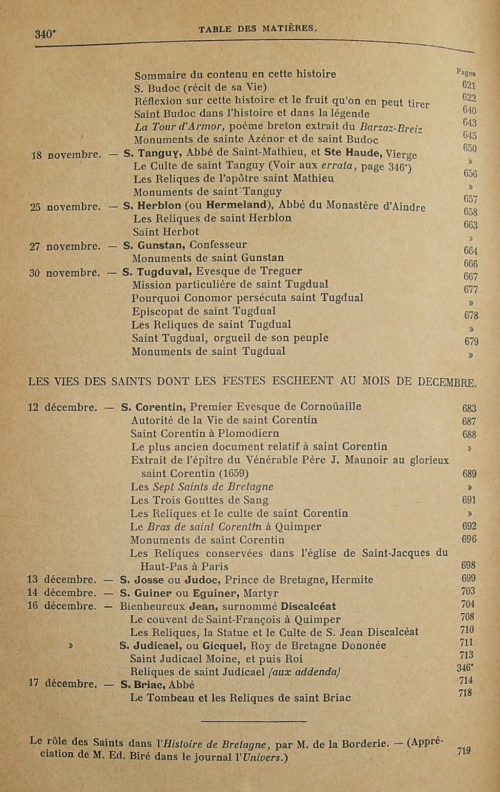 340*
TABLE DES MATIÈRES.
Pages
Sommaire du contenu en cette histoire 621
S. Budoc (récit de sa Vie) 622
Réflexion sur cette histoire et le fruit qu'on en peut tirer 640
Saint Budoc dans l'histoire et dans la légende 643
La Tour d'Armor, poème breton extrait du Barzaz-Breiz 645
Monuments de sainte Azénor et de saint Budoc 650
18 novembre. — S. Tanguy, Abbé de Saint-Mathieu, et Ste Haude, Vierge »
Le Culte de saint Tanguy (Voir aux errata, page 346*) 656
Les Reliques de l'apôtre saint Mathieu »
Monuments de saint Tanguy 657
25 novembre. — S. Herblon (ou Hermeland), Abbé du Monastère d'Aindre 658
Les Reliques de saint Herblon 663
Saint Herbot »
27 novembre. — S. Gunstan, Confesseur 664
Monuments de saint Gunstan 666
30 novembre. — S. Tugduval, Evesque de Treguer 667
Mission particulière de saint Tugdual 677
Pourquoi Conomor persécuta saint Tugdual »
Episcopat de saint Tugdual 678
Les Reliques de saint Tugdual »
Saint Tugdual, orgueil de son peuple 679
Monuments de saint Tugdual »
LES VIES DES SAINTS DONT LES FESTES ESCHEENT AU MOIS DE DECEMBRE.
12 décembre. — S. Corentin, Premier Evesque de Cornoüaille 683
Autorité de la Vie de saint Corentin 687
Saint Corentin à Plomodiern 688
Le plus ancien document relatif à saint Corentin »
Extrait de l'épître du Vénérable Père J. Maunoir au glorieux
saint Corentin (1659) 689
Les Sept Saints de Bretagne »
Les Trois Gouttes de Sang 691
Les Reliques et le culte de saint Corentin »
Le Bras de saint Corentin à Quimper 692
Monuments de saint Corentin 696
Les Reliques conservées dans l'église de Saint-Jacques du
Haut-Pas à Paris 698
13 décembre. — S. Josse ou Judoc, Prince de Bretagne, Hermite 699
14 décembre. — S. Guiner ou Eguiner, Martyr 703
16 décembre. — Bienheureux Jean, surnommé Discalcéat 704
Le couvent de Saint-François à Quimper 708
Les Reliques, la Statue et le Culte de S. Jean Discalcéat 710
» S. Judicael, ou Gicquel, Roy de Bretagne Dononée 711
Saint Judicael Moine, et puis Roi 713
Reliques de saint Judicael (aux addenda) 346*
17 décembre. — S. Briac, Abbé 714
Le Tombeau et les Reliques de saint Briac 718
Le rôle des Saints dans l'Histoire de Bretagne, par M. de la Borderie. — (Appré-
ciation de M. Ed. Biré dans le journal l'Univers.) 719